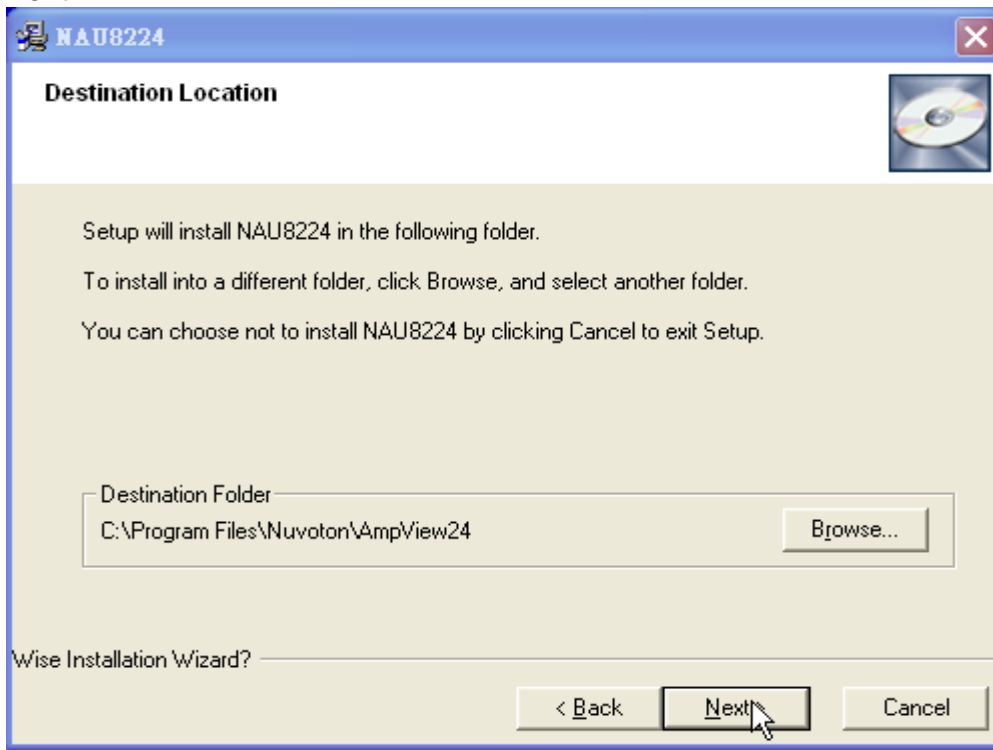 NAU8224
Destination Location
Setup will install NAU8224 in the following folder.
To install into a different folder, click Browse, and select another folder.
You can choose not to install NAU8224 by clicking Cancel to exit Setup.
Destination Folder
C:\Program Files\Nuvoton\AmpView24
Browse...
Wise Installation Wizard?
< Back
Next
Cancel